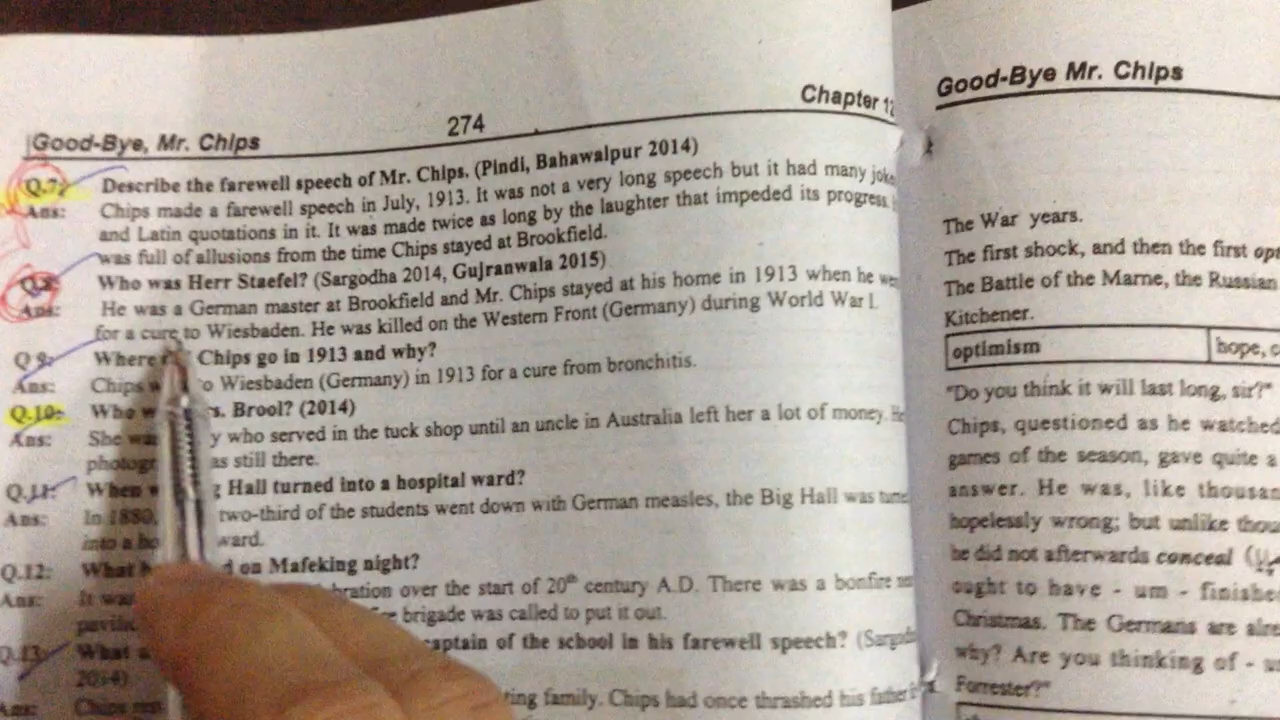 Good-Bye, Mr. Chips 274 Chapter 12
Q.7: Describe the farewell speech of Mr. Chips. (Pindi, Bahawalpur 2014)
Ans: Chips made a farewell speech in July, 1913. It was not a very long speech but it had many
and Latin quotations in it. It was made twice as long by the laughter that impeded its progress.
was full of allusions from the time Chips stayed at Brookfield.
Who was Herr Staefel? (Sargodha 2014, Gujranwala 2015)
Ans: He was a German master at Brookfield and Mr. Chips stayed at his home in 1913 when he
for a cure to Wiesbaden. He was killed on the Western Front (Germany) during World War I.
Q 9: Where Chips go in 1913 and why?
Ans: Chips to Wiesbaden (Germany) in 1913 for a cure from bronchitis.
Q.10: Who Brool? (2014)
Ans: She who served in the tuck shop until an uncle in Australia left her a lot of money.
as still there.
Q.11: When Hall turned into a hospital ward?
Ans: In 1880, two-third of the students went down with German measles, the Big Hall was
into a ward.
Q.12: What on Mafeking night?
Ans: It over the start of 20th century A.D. There was a bonfire
brigade was called to put it out.
Q.13: What captain of the school in his farewell speech?
2014)
Ans: Chips family. Chips had once thrashed his father
Good-Bye Mr. Chips
The War years.
The first shock, and then the first
The Battle of the Marne, the Russian
Kitchener.
optimism
hope,
"Do you think it will last long, sir?"
Chips, questioned as he watched
games of the season, gave quite a
answer. He was, like
hopelessly wrong; but unlike
he did not afterwards conceal
ought to have - um -
Christmas. The Germans are
why? Are you thinking of -
Forrester?"